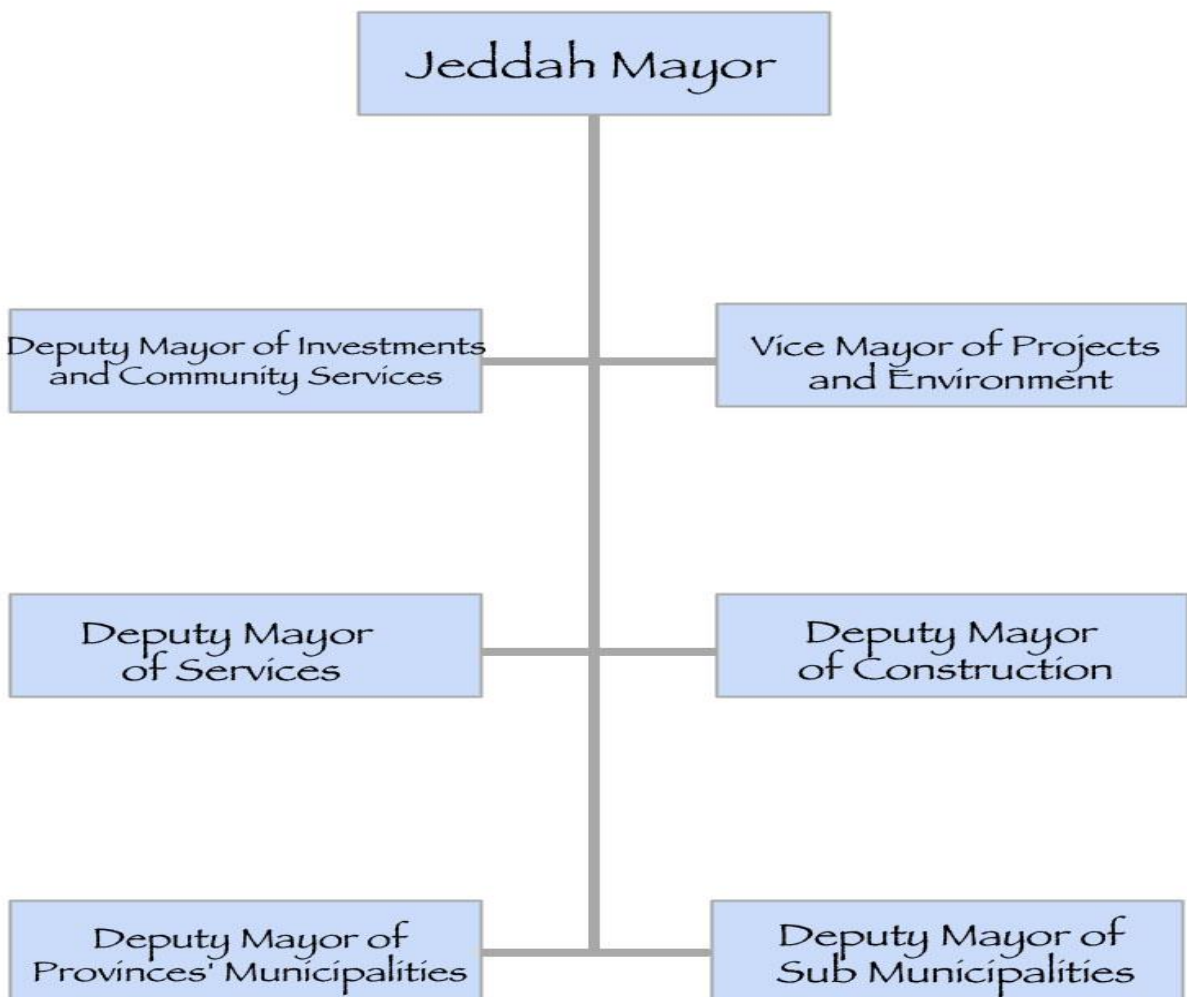 Jeddah Mayor
Deputy Mayor of Investments
and Community Services
Vice Mayor of Projects
and Environment
Deputy Mayor
of Services
Deputy Mayor
of Construction
Deputy Mayor of
Provinces' Municipalities
Deputy Mayor of
Sub Municipalities